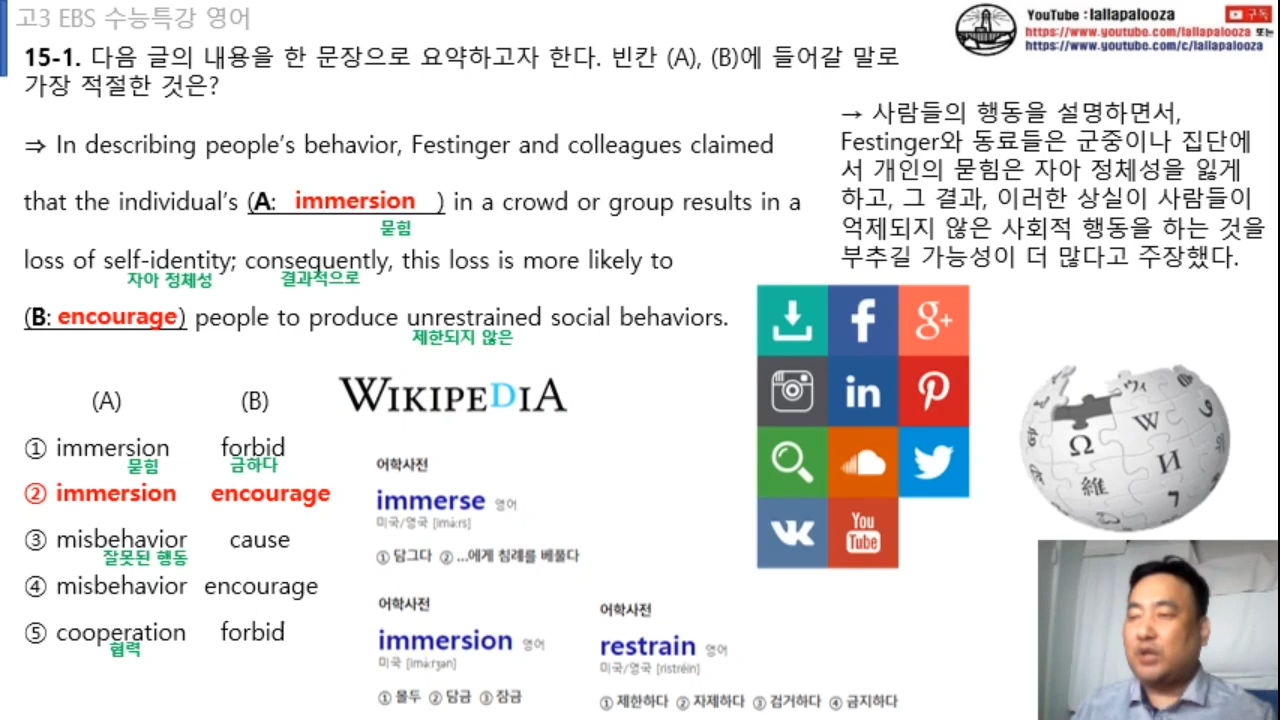 고3 EBS 수능특강 영어
YouTube : lallapalooza
구독
https://www.youtube.com/lallapalooza 또는
https://www.youtube.com/c/lallapalooza
15-1. 다음 글의 내용을 한 문장으로 요약하고자 한다. 빈칸 (A), (B)에 들어갈 말로
가장 적절한 것은?
⇒ In describing people's behavior, Festinger and colleagues claimed
that the individual's (A: immersion ) in a crowd or group results in a
묻힘
loss of self-identity; consequently, this loss is more likely to
자아 정체성 결과적으로
(B: encourage) people to produce unrestrained social behaviors.
제한되지 않은
→ 사람들의 행동을 설명하면서,
Festinger와 동료들은 군중이나 집단에
서 개인의 묻힘은 자아 정체성을 잃게
하고, 그 결과, 이러한 상실이 사람들이
억제되지 않은 사회적 행동을 하는 것을
부추길 가능성이 더 많다고 주장했다.
(A) (B)
① immersion forbid
묻힘 금하다
② immersion encourage
③ misbehavior cause
잘못된 행동
④ misbehavior encourage
⑤ cooperation forbid
협력
WIKIPEDIA
어학사전
immerse 영어
미국/영국 [imə́ːrs]
① 담그다 ② …에게 침례를 베풀다
어학사전
immersion 영어
미국 [imə́ːrʒən]
① 몰두 ② 담금 ③ 잠금
어학사전
restrain 영어
미국/영국 [ristréin]
① 제한하다 ② 자제하다 ③ 검거하다 ④ 금지하다
f
g+
in
You
Tube
Ω
W
И
維
ウィ
7